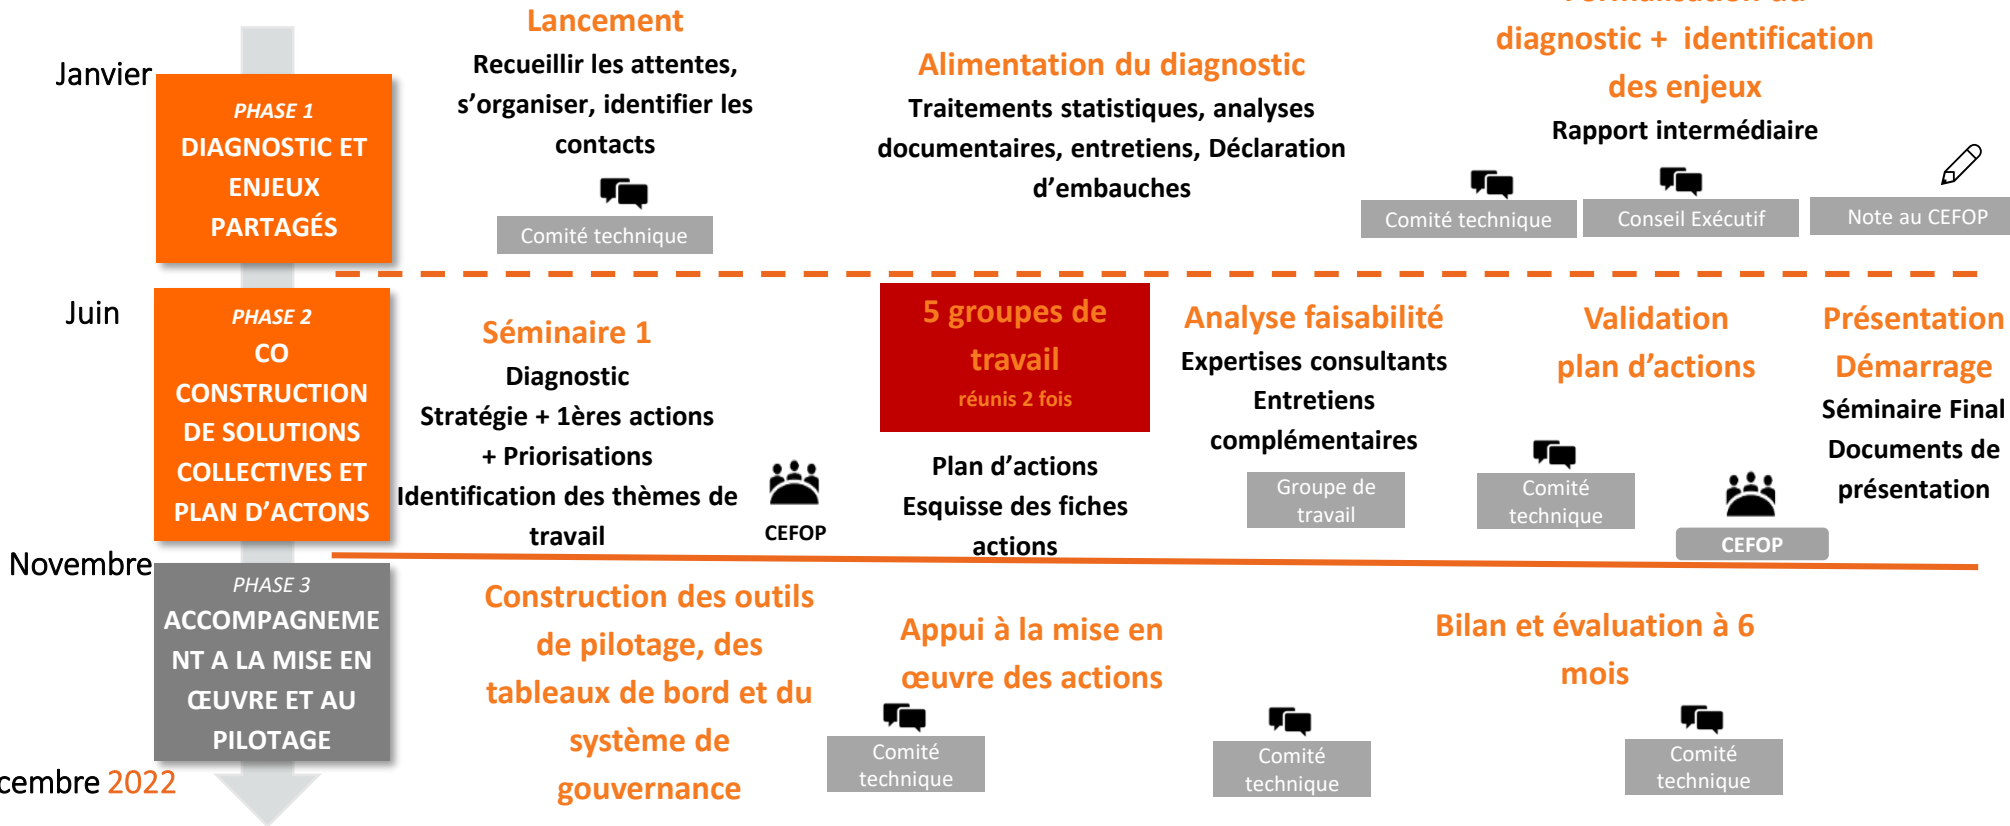 Janvier
PHASE 1
DIAGNOSTIC ET
ENJEUX
PARTAGÉS
Lancement
Recueillir les attentes,
s’organiser, identifier les
contacts
Comité technique
Alimentation du diagnostic
Traitements statistiques, analyses
documentaires, entretiens, Déclaration
d’embauches
diagnostic + identification
des enjeux
Rapport intermédiaire
Comité technique
Conseil Exécutif
Note au CEFOP
Juin
PHASE 2
CO
CONSTRUCTION
DE SOLUTIONS
COLLECTIVES ET
PLAN D’ACTONS
Séminaire 1
Diagnostic
Stratégie + 1ères actions
+ Priorisations
Identification des thèmes de
travail
CEFOP
5 groupes de
travail
réunis 2 fois
Plan d’actions
Esquisse des fiches
actions
Analyse faisabilité
Expertises consultants
Entretiens
complémentaires
Groupe de
travail
Validation
plan d’actions
Comité
technique
CEFOP
Présentation
Démarrage
Séminaire Final
Documents de
présentation
Novembre
PHASE 3
ACCOMPAGNEME
NT A LA MISE EN
ŒUVRE ET AU
PILOTAGE
Construction des outils
de pilotage, des
tableaux de bord et du
système de
gouvernance
Appui à la mise en
œuvre des actions
Comité
technique
Comité
technique
Bilan et évaluation à 6
mois
Comité
technique
cembre 2022